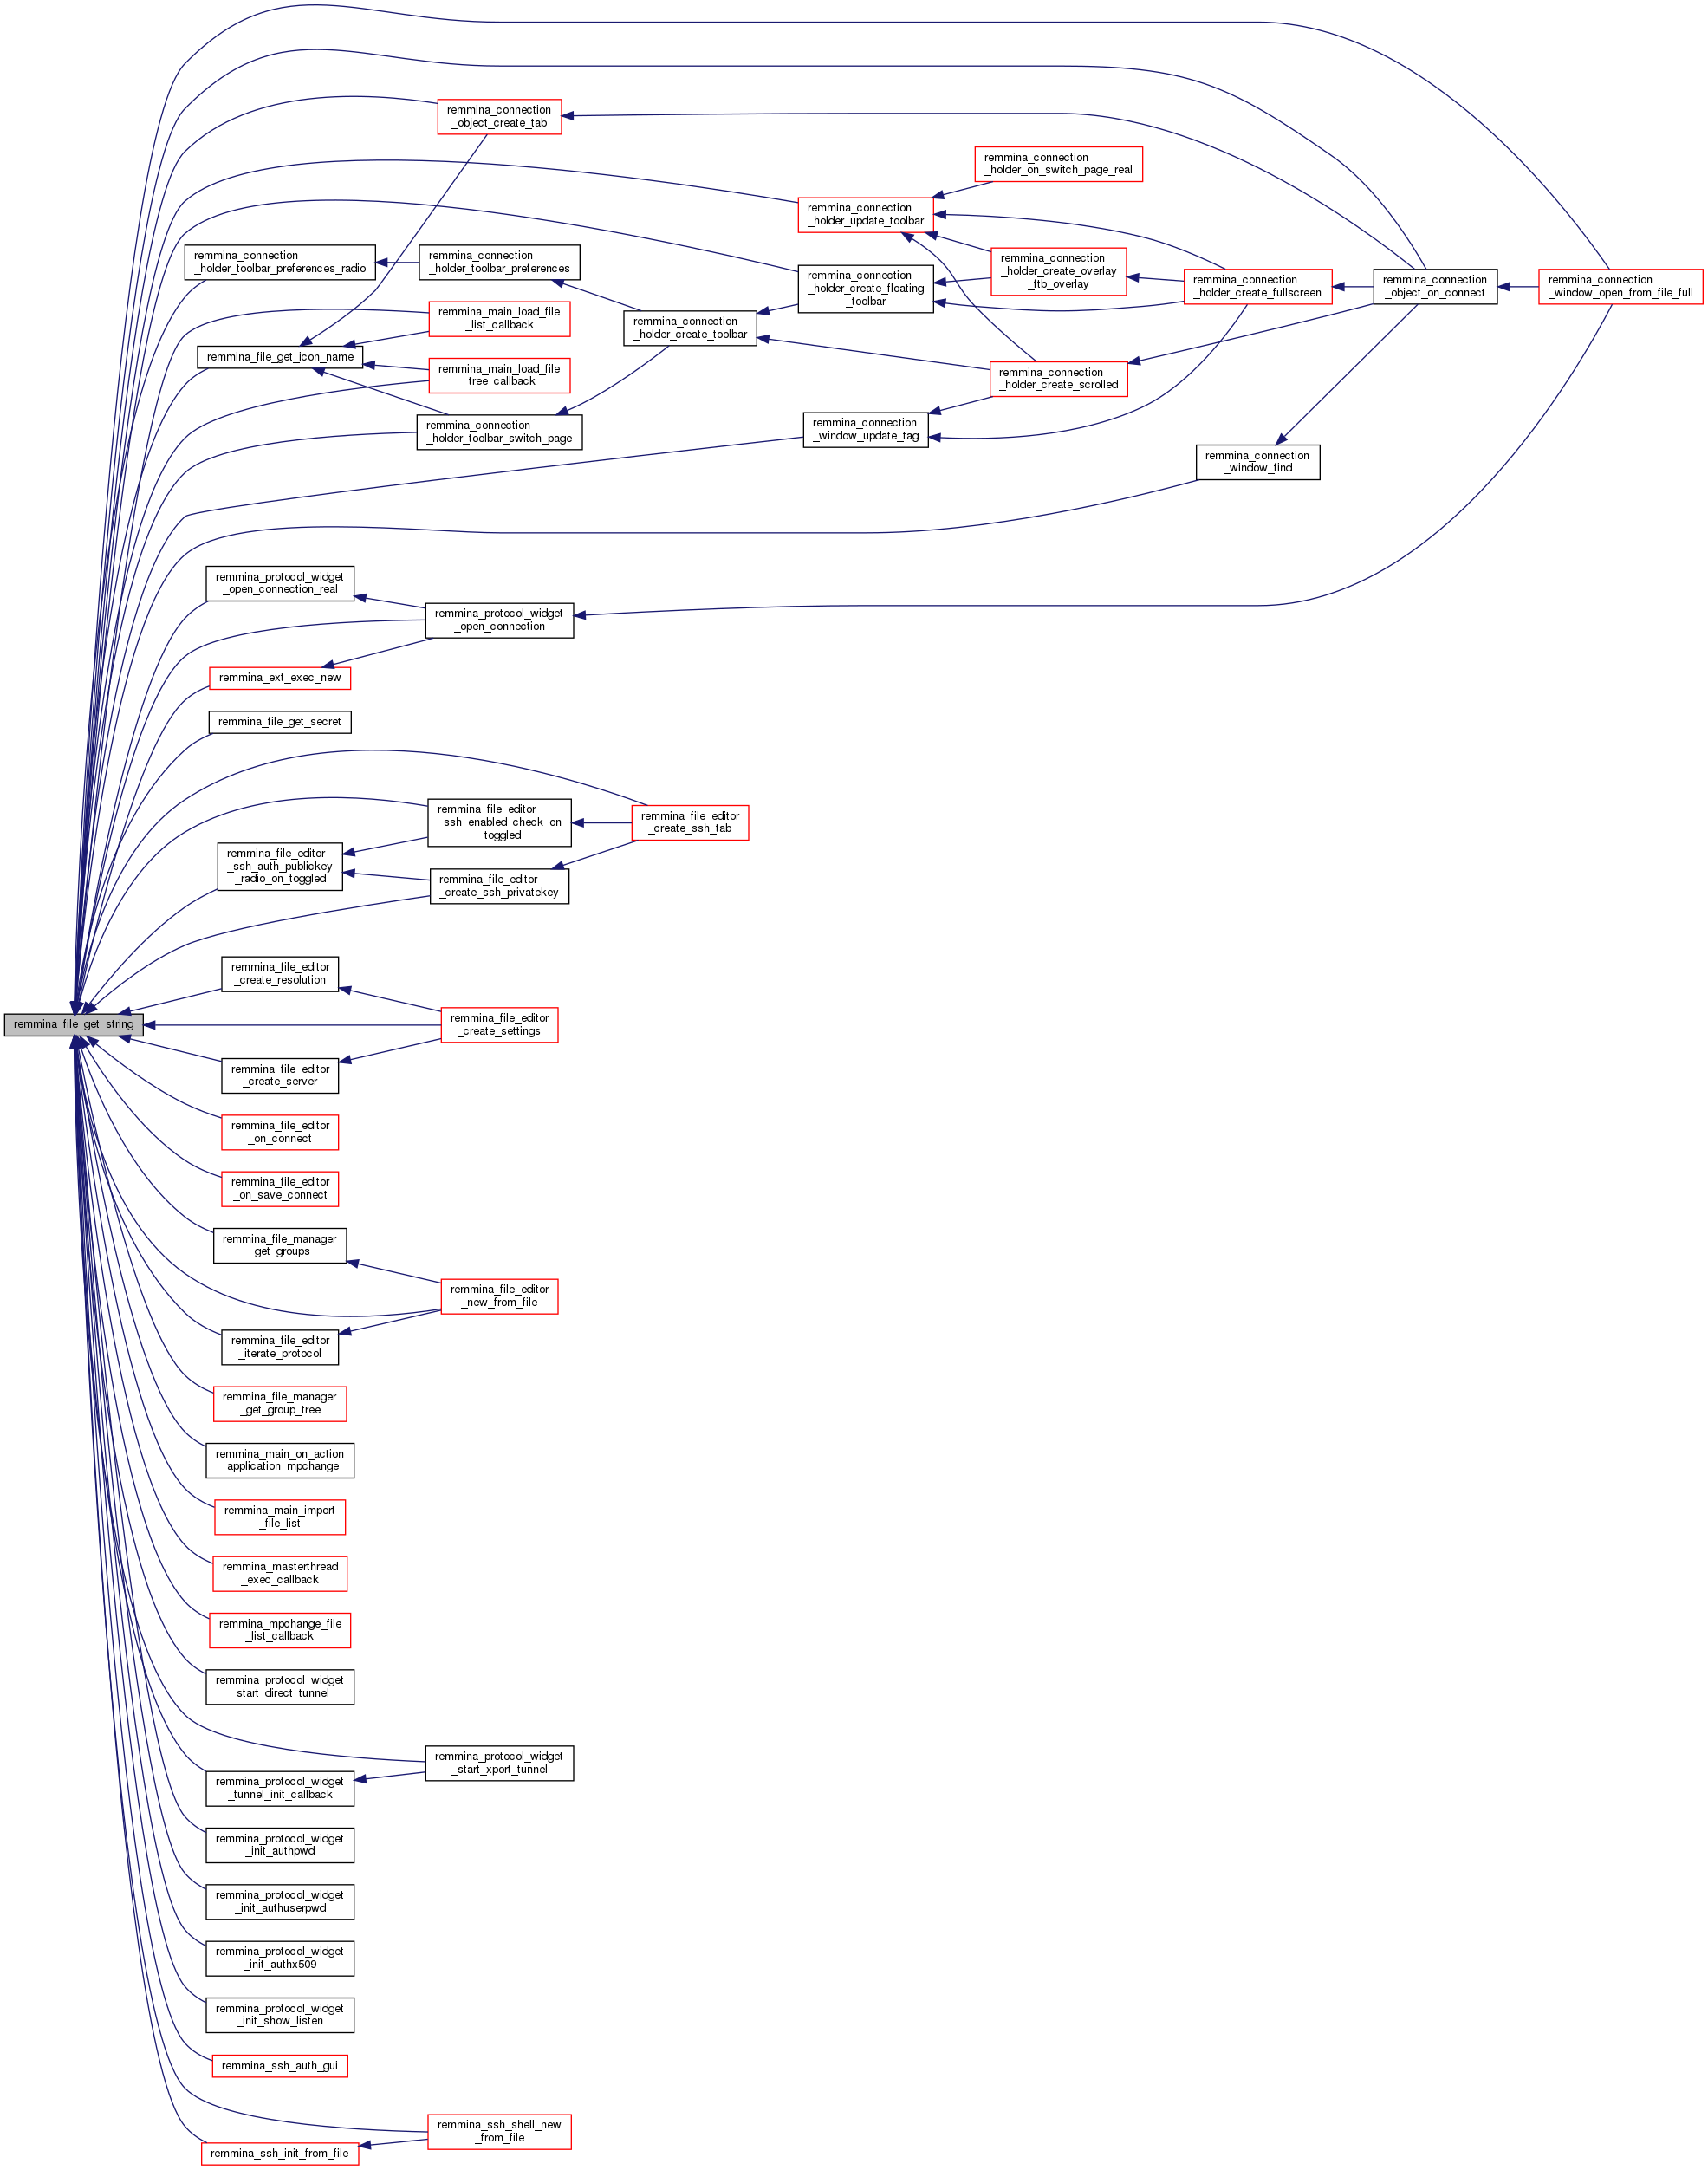 remmina_connection
_object_create_tab
remmina_connection
_holder_on_switch_page_real
remmina_connection
_holder_update_toolbar
remmina_connection
_holder_toolbar_preferences_radio
remmina_connection
_holder_toolbar_preferences
remmina_connection
_holder_create_floating
_toolbar
remmina_connection
_holder_create_overlay
_ftb_overlay
remmina_connection
_holder_create_fullscreen
remmina_connection
_object_on_connect
remmina_connection
_window_open_from_file_full
remmina_main_load_file
_list_callback
remmina_connection
_holder_create_toolbar
remmina_file_get_icon_name
remmina_main_load_file
_tree_callback
remmina_connection
_holder_create_scrolled
remmina_connection
_holder_toolbar_switch_page
remmina_connection
_window_update_tag
remmina_connection
_window_find
remmina_protocol_widget
_open_connection_real
remmina_protocol_widget
_open_connection
remmina_ext_exec_new
remmina_file_get_secret
remmina_file_editor
_ssh_enabled_check_on
_toggled
remmina_file_editor
_create_ssh_tab
remmina_file_editor
_ssh_auth_publickey
_radio_on_toggled
remmina_file_editor
_create_ssh_privatekey
remmina_file_editor
_create_resolution
remmina_file_get_string
remmina_file_editor
_create_settings
remmina_file_editor
_create_server
remmina_file_editor
_on_connect
remmina_file_editor
_on_save_connect
remmina_file_manager
_get_groups
remmina_file_editor
_new_from_file
remmina_file_editor
_iterate_protocol
remmina_file_manager
_get_group_tree
remmina_main_on_action
_application_mpchange
remmina_main_import
_file_list
remmina_masterthread
_exec_callback
remmina_mpchange_file
_list_callback
remmina_protocol_widget
_start_direct_tunnel
remmina_protocol_widget
_start_xport_tunnel
remmina_protocol_widget
_tunnel_init_callback
remmina_protocol_widget
_init_authpwd
remmina_protocol_widget
_init_authuserpwd
remmina_protocol_widget
_init_authx509
remmina_protocol_widget
_init_show_listen
remmina_ssh_auth_gui
remmina_ssh_shell_new
_from_file
remmina_ssh_init_from_file